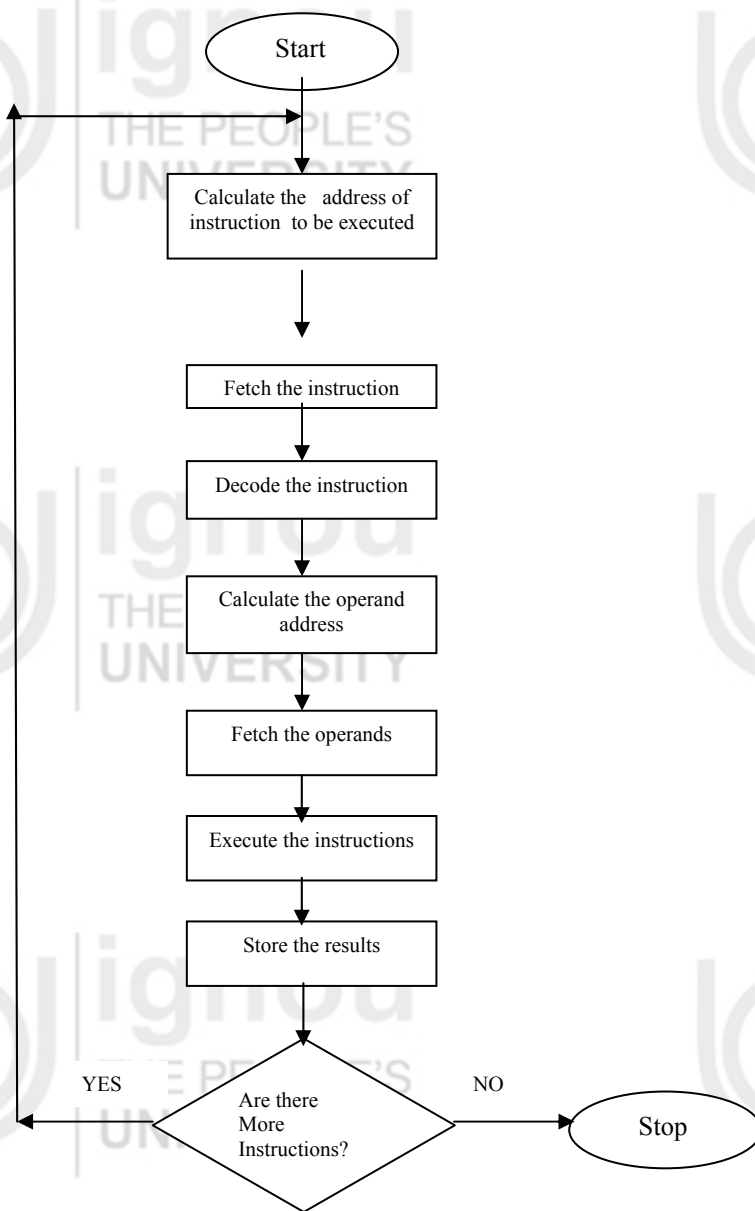 ignou
THE PEOPLE'S
UNIVERSITY
Start
Calculate the address of
instruction to be executed
Fetch the instruction
Decode the instruction
ignou
THE
UNIVERSITY
Calculate the operand
address
Fetch the operands
Execute the instructions
Store the results
ignou
THE PEOPLE'S
YES
NO
Are there
More
Instructions?
Stop